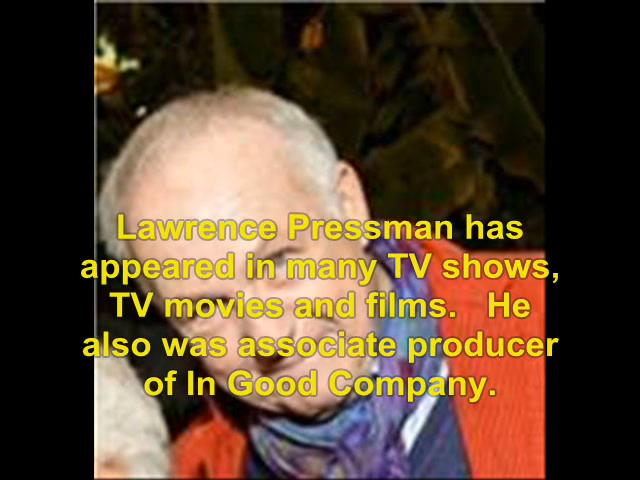 Lawrence Pressman has
appeared in many TV shows,
TV movies and films.   He
also was associate producer
of In Good Company.